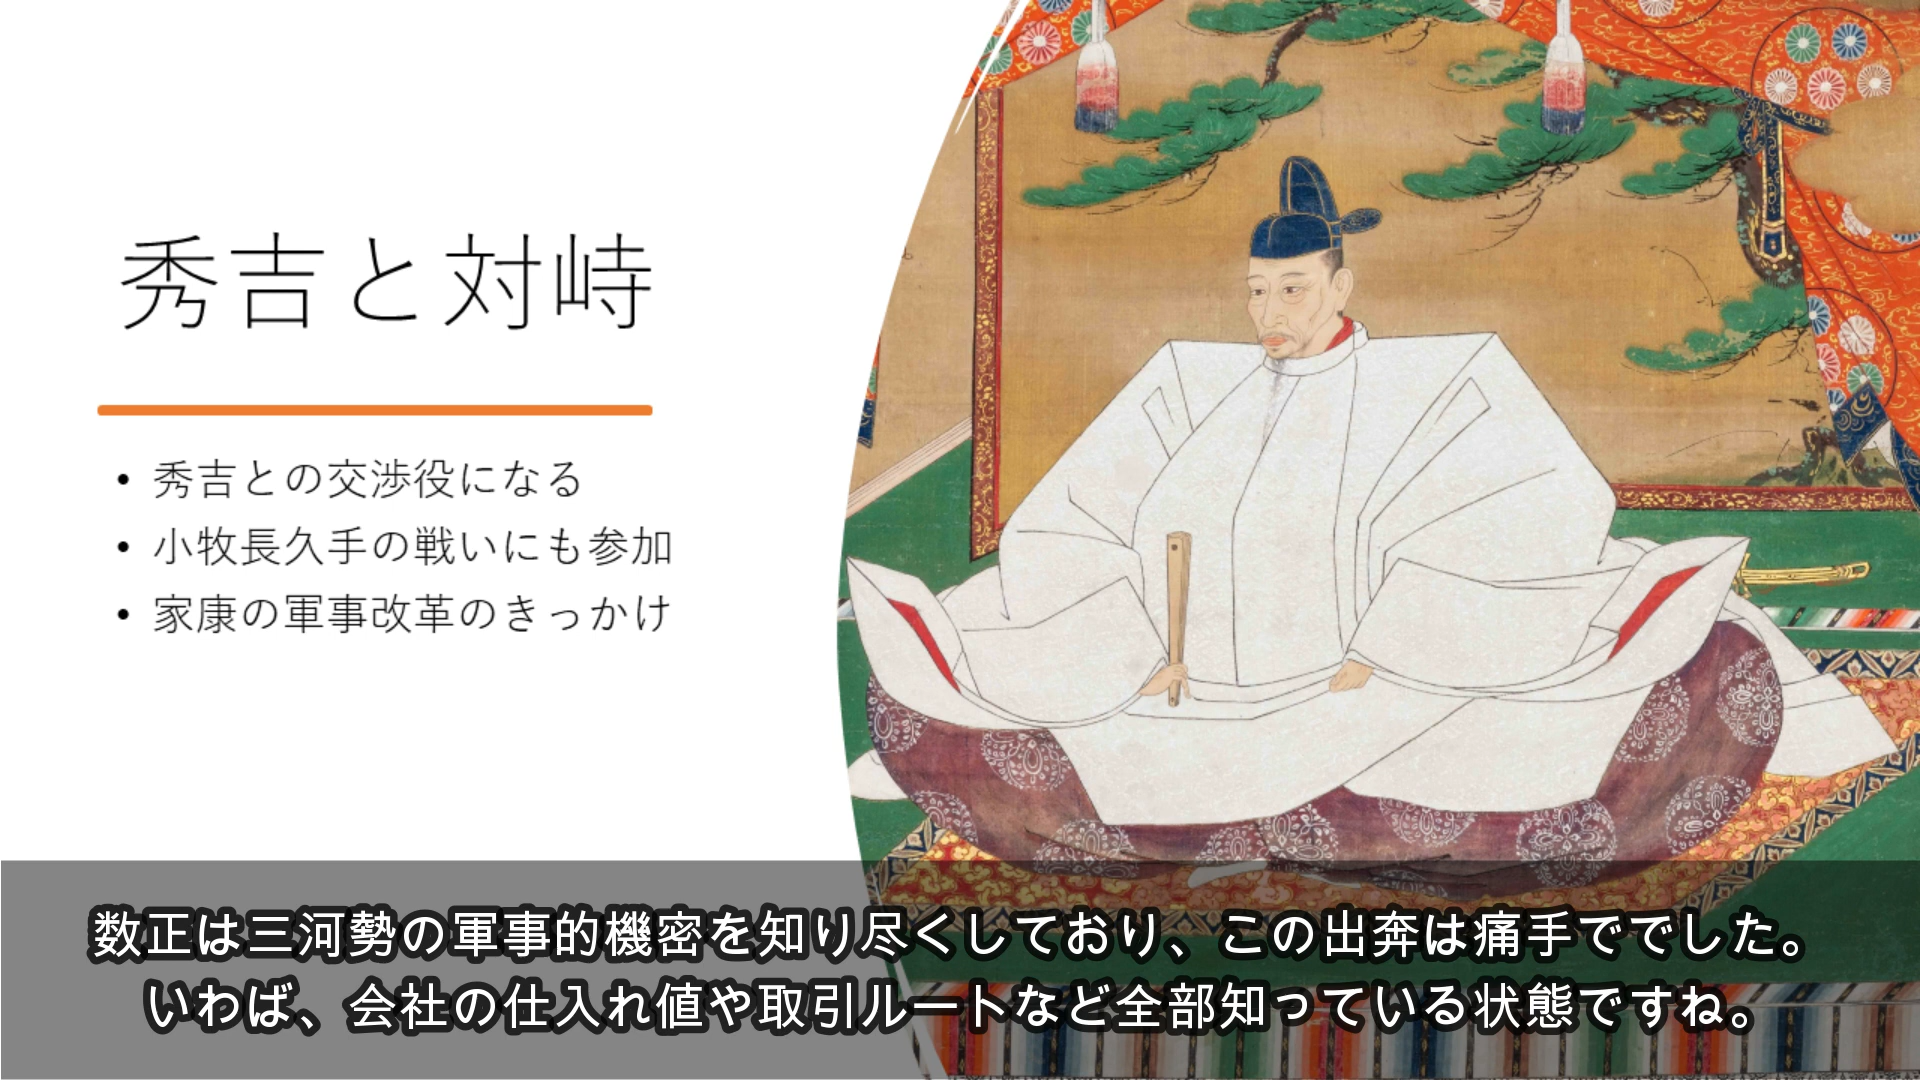 秀吉と対峙
• 秀吉との交渉役になる
• 小牧長久手の戦いにも参加
• 家康の軍事改革のきっかけ
数正は三河勢の軍事的機密を知り尽くしており、この出奔は痛手ででした。
いわば、会社の仕入れ値や取引ルートなど全部知っている状態ですね。